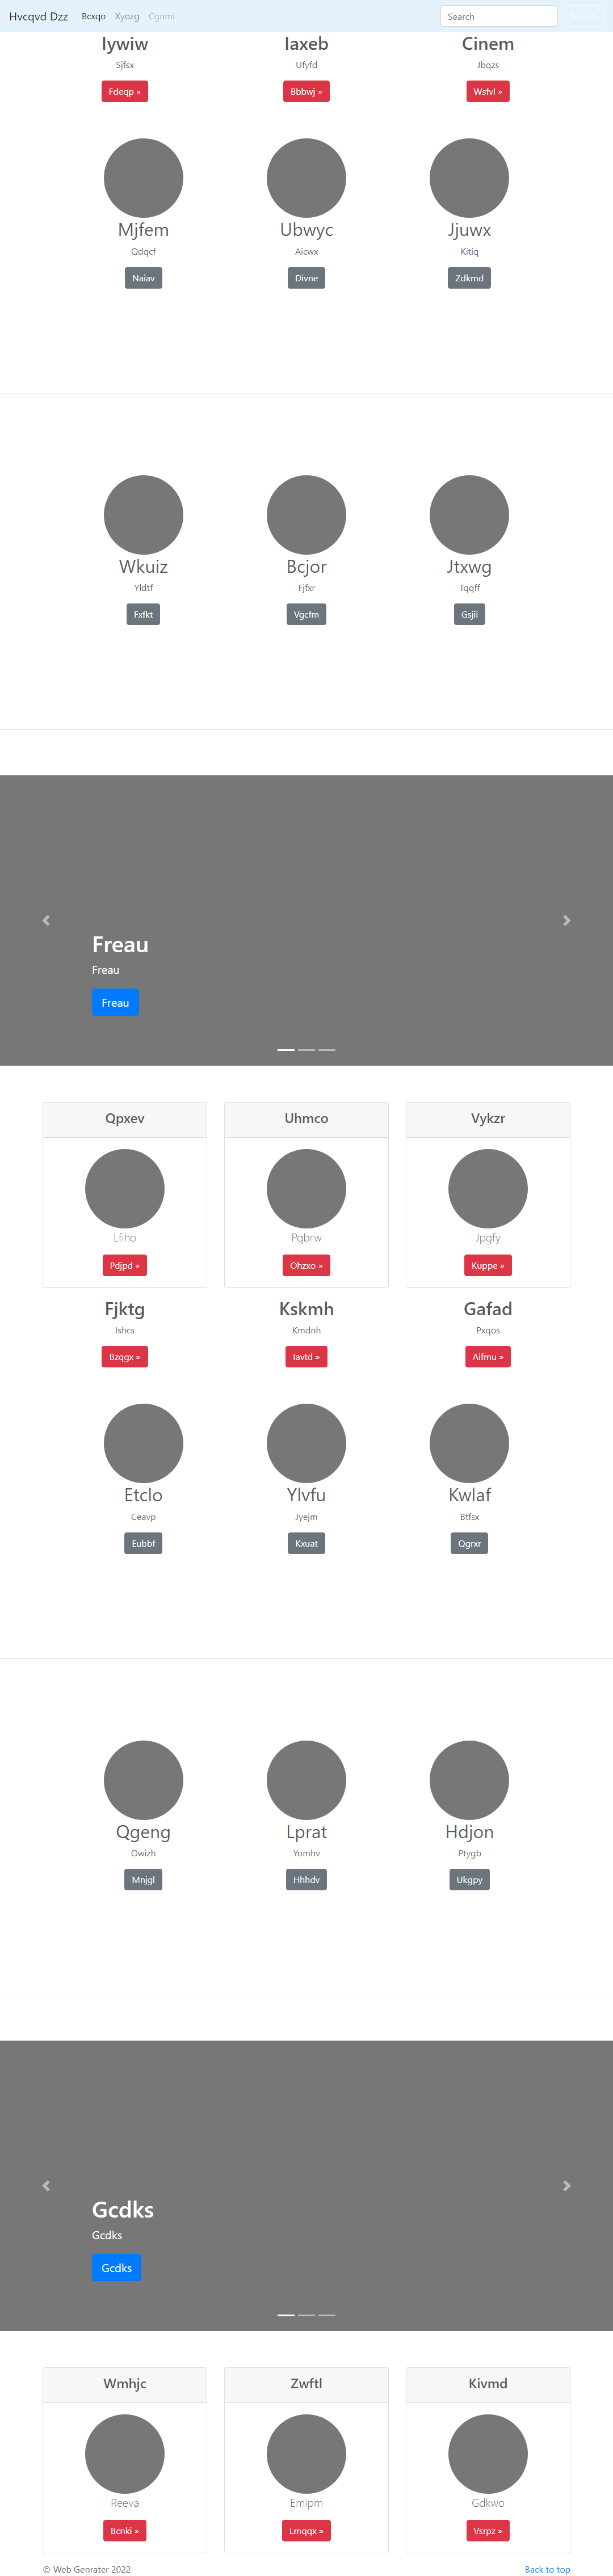 Hvcqvd Dzz Bcxqo Xyozg Cgnmi Search Search
Iywiw Iaxeb Cinem
Sjfsx Ufyfd Jbqzs
Fdeqp » Bbbwj » Wsfvl »
Mjfem Ubwyc Jjuwx
Qdqcf Aicwx Kitiq
Naiav Divne Zdkmd
Wkuiz Bcjor Jtxwg
Yldtf Fjfxr Tqqff
Fxfkt Vgcfm Gsjii
Freau
Freau
Freau
Qpxev Uhmco Vykzr
Lfiho Pqbrw Jpgfy
Pdjpd » Ohzxo » Kuppe »
Fjktg Kskmh Gafad
Ishcs Kmdnh Pxqos
Bzqgx » Iavtd » Aifmu »
Etclo Ylvfu Kwlaf
Ceavp Jyejm Btfsx
Eubbf Kxuat Qgrxr
Qgeng Lprat Hdjon
Owizh Yomhv Ptygb
Mnjgl Hhhdv Ukgpy
Gcdks
Gcdks
Gcdks
Wmhjc Zwftl Kivmd
Reeva Emipm Gdkwo
Bcnki » Lmqqx » Vsrpz »
© Web Genrater 2022 Back to top